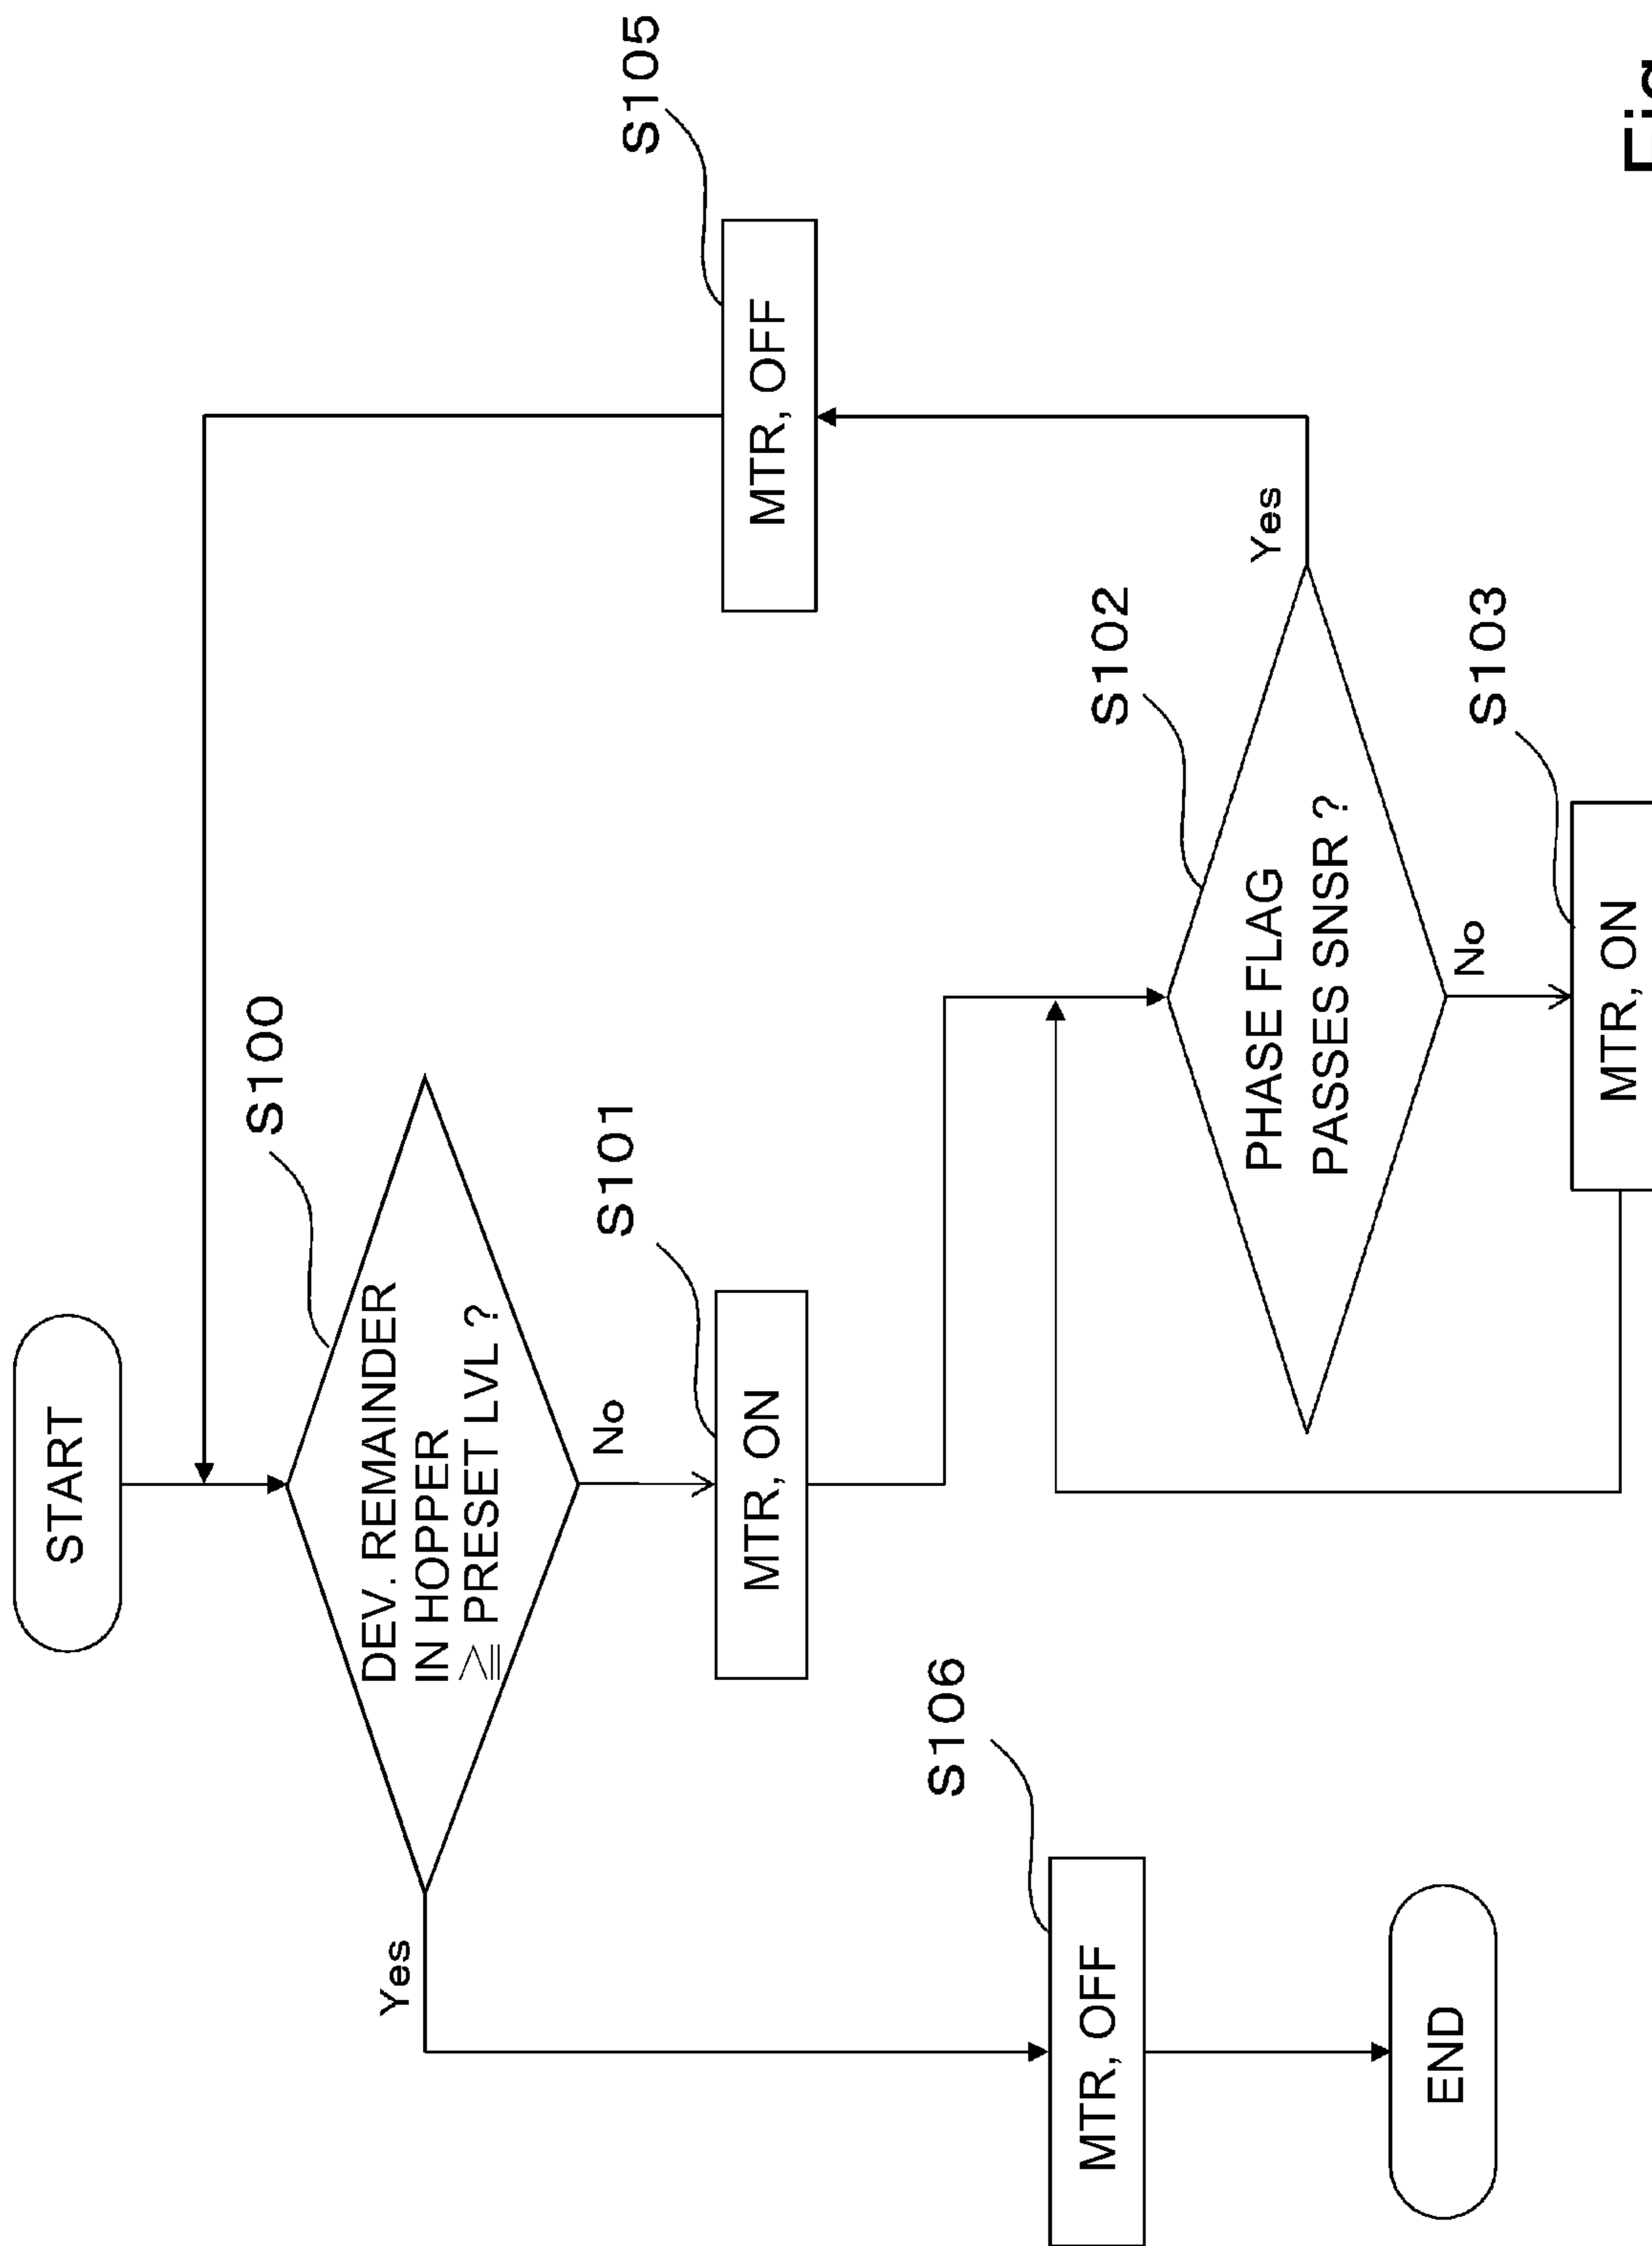 START
S100
DEV. REMAINDER
IN HOPPER
≧ PRESET LVL ?
Yes
No
S101
MTR, ON
S102
PHASE FLAG
PASSES SNSR ?
Yes
No
S103
MTR, ON
S105
MTR, OFF
S106
MTR, OFF
END